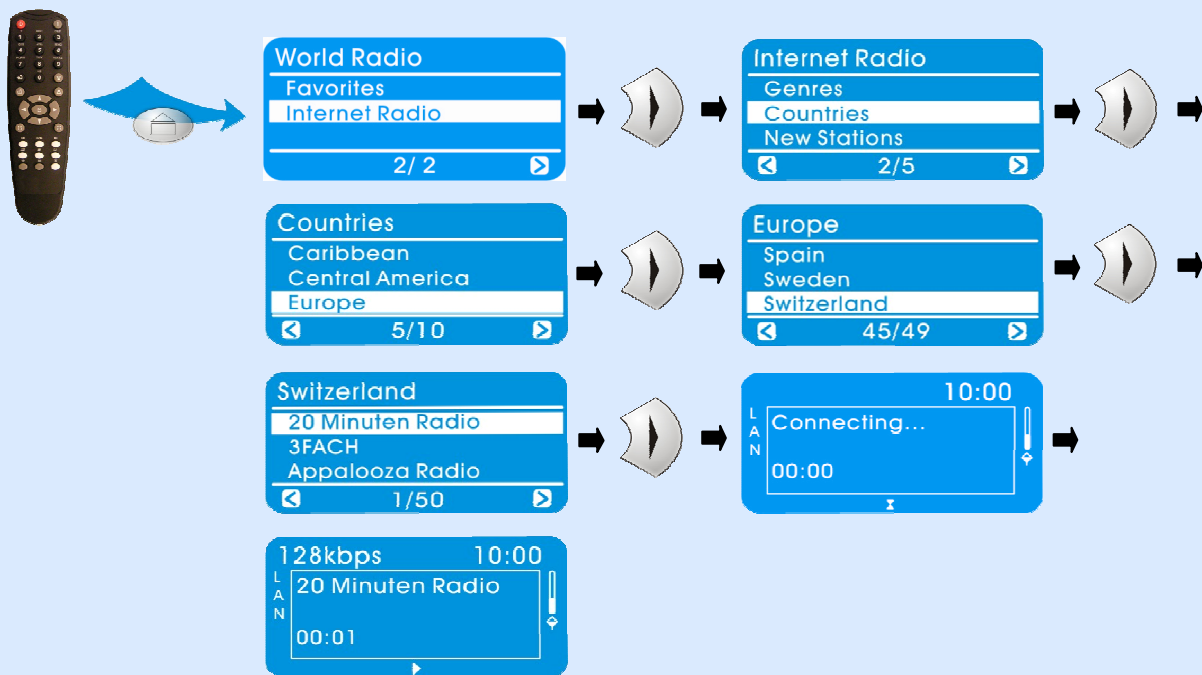 World Radio
Favorites
Internet Radio
2/ 2
Internet Radio
Genres
Countries
New Stations
2/5
Countries
Caribbean
Central America
Europe
5/10
Europe
Spain
Sweden
Switzerland
45/49
Switzerland
20 Minuten Radio
3FACH
Appalooza Radio
1/50
10:00
LAN
Connecting...
00:00
128kbps 10:00
LAN
20 Minuten Radio
00:01